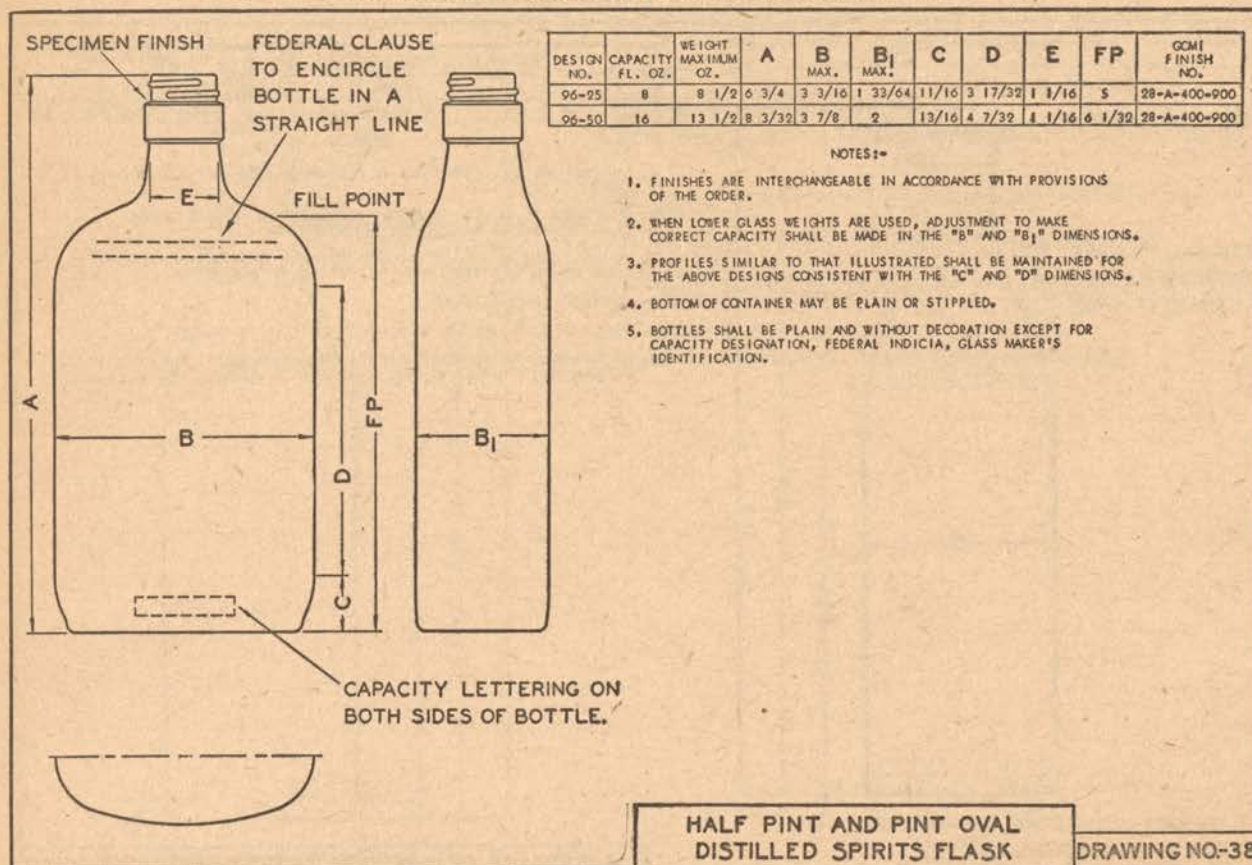 SPECIMEN FINISH
FEDERAL CLAUSE
TO ENCIRCLE
BOTTLE IN A
STRAIGHT LINE
E
FILL POINT
A
B
FP
D
C
B1
CAPACITY LETTERING ON
BOTH SIDES OF BOTTLE.
DESIGN NO. CAPACITY FL. OZ. WEIGHT MAXIMUM OZ. A B MAX. B1 MAX. C D E FP GCMI FINISH NO.
96-25 8 8 1/2 6 3/4 3 3/16 1 33/64 11/16 3 17/32 1 1/16 5 28-A-400-900
96-50 16 13 1/2 8 3/32 3 7/8 2 13/16 4 7/32 1 1/16 6 1/32 28-A-400-900
NOTES:-
1. FINISHES ARE INTERCHANGEABLE IN ACCORDANCE WITH PROVISIONS
OF THE ORDER.
2. WHEN LOWER GLASS WEIGHTS ARE USED, ADJUSTMENT TO MAKE
CORRECT CAPACITY SHALL BE MADE IN THE "B" AND "B1" DIMENSIONS.
3. PROFILES SIMILAR TO THAT ILLUSTRATED SHALL BE MAINTAINED FOR
THE ABOVE DESIGNS CONSISTENT WITH THE "C" AND "D" DIMENSIONS.
4. BOTTOM OF CONTAINER MAY BE PLAIN OR STIPPLED.
5. BOTTLES SHALL BE PLAIN AND WITHOUT DECORATION EXCEPT FOR
CAPACITY DESIGNATION, FEDERAL INDICIA, GLASS MAKER'S
IDENTIFICATION.
HALF PINT AND PINT OVAL
DISTILLED SPIRITS FLASK
DRAWING NO.-38